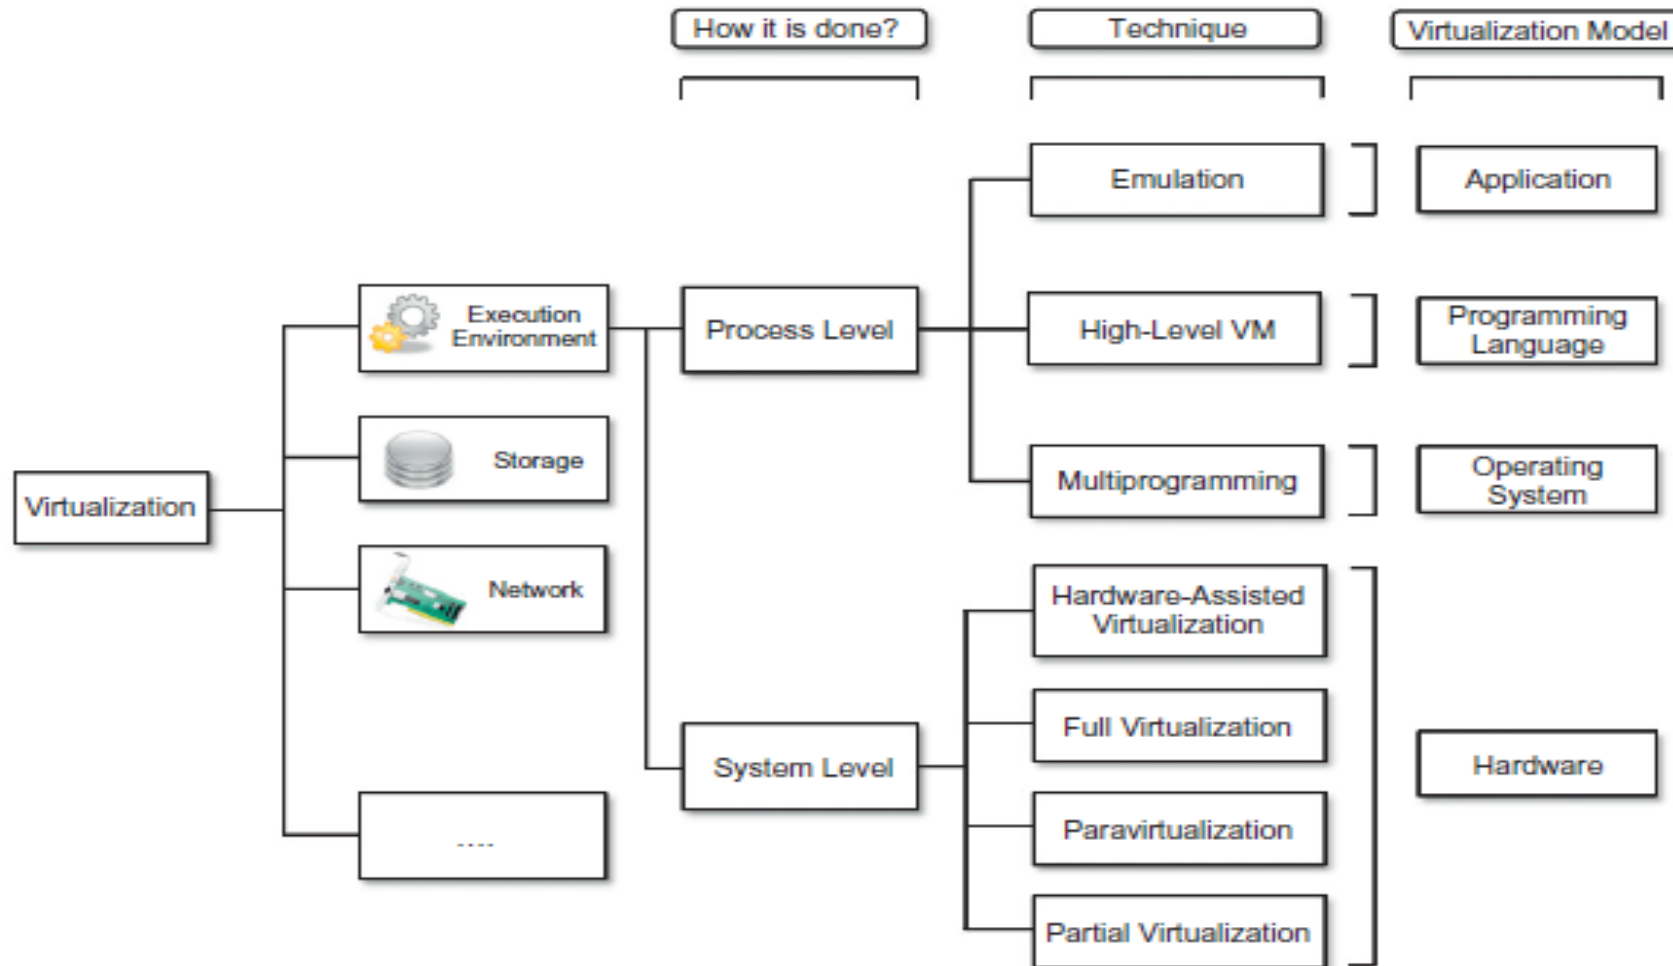 How it is done?
Technique
Virtualization Model
Emulation
Application
Execution
Environment
Process Level
High-Level VM
Programming
Language
Storage
Multiprogramming
Operating
System
Virtualization
Network
Hardware-Assisted
Virtualization
Full Virtualization
System Level
Hardware
Paravirtualization
....
Partial Virtualization